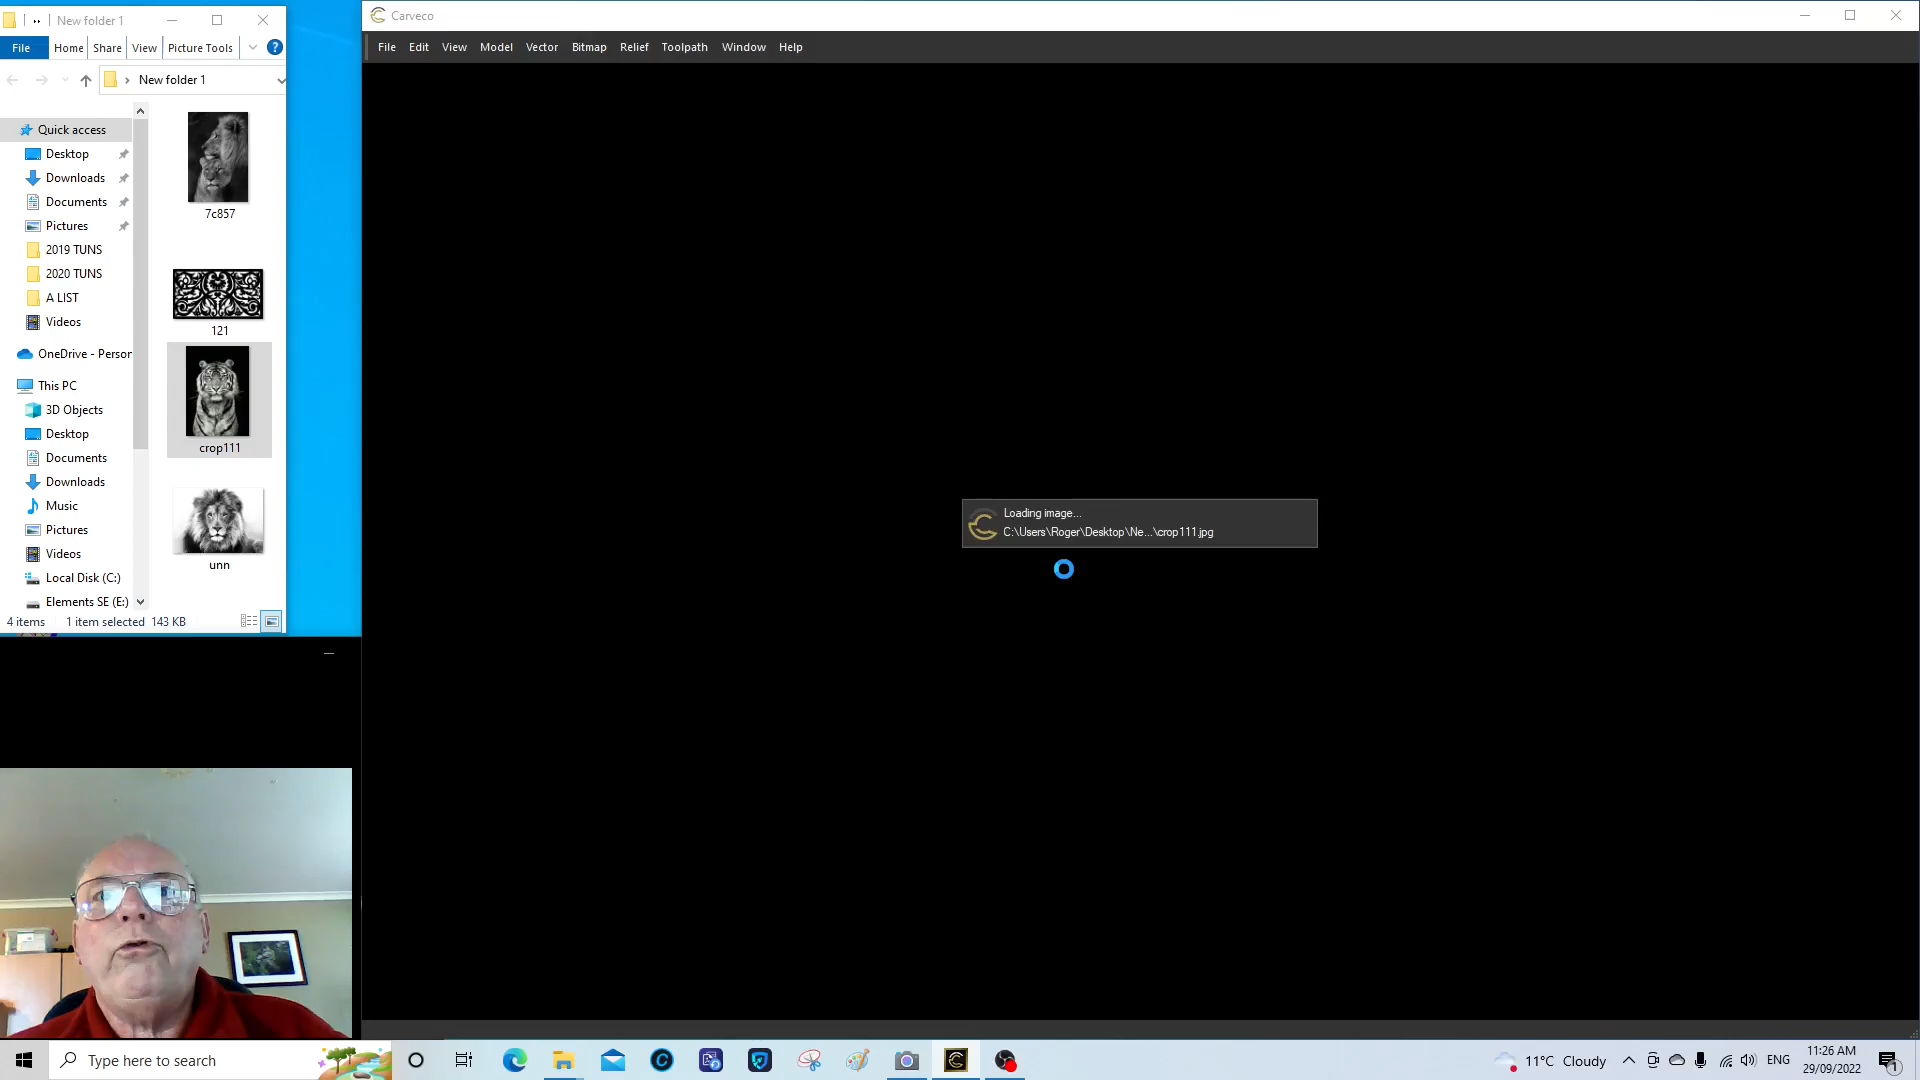 New folder 1
File Home Share View Picture Tools
New folder 1
Quick access
Desktop
Downloads
Documents
Pictures
2019 TUNS
2020 TUNS
A LIST
Videos
OneDrive - Person
This PC
3D Objects
Desktop
Documents
Downloads
Music
Pictures
Videos
Local Disk (C:)
Elements SE (E:)
7c857
121
crop111
unn
4 items 1 item selected 143 KB
Carveco
File Edit View Model Vector Bitmap Relief Toolpath Window Help
Loading image...
C:\Users\Roger\Desktop\Ne...\crop111.jpg
Type here to search
11°C Cloudy
ENG
11:26 AM
29/09/2022
1